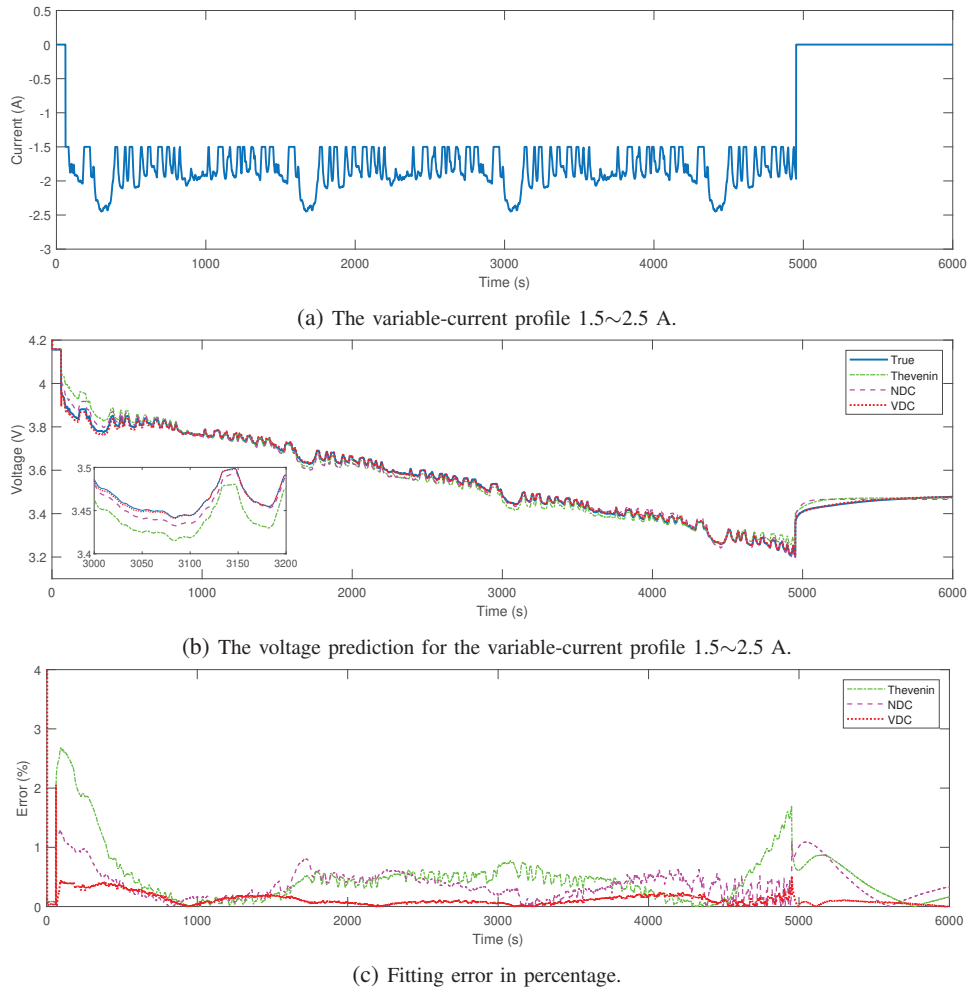 0.5
0
-0.5
-1
-1.5
-2
-2.5
-3
Current (A)
0 1000 2000 3000 4000 5000 6000
Time (s)
(a) The variable-current profile 1.5~2.5 A.
4.2
4
3.8
3.6
3.4
3.2
Voltage (V)
True
Thevenin
NDC
VDC
3.5
3.45
3.4
3000 3050 3100 3150 3200
0 1000 2000 3000 4000 5000 6000
Time (s)
(b) The voltage prediction for the variable-current profile 1.5~2.5 A.
4
3
2
1
0
Error (%)
Thevenin
NDC
VDC
0 1000 2000 3000 4000 5000 6000
Time (s)
(c) Fitting error in percentage.